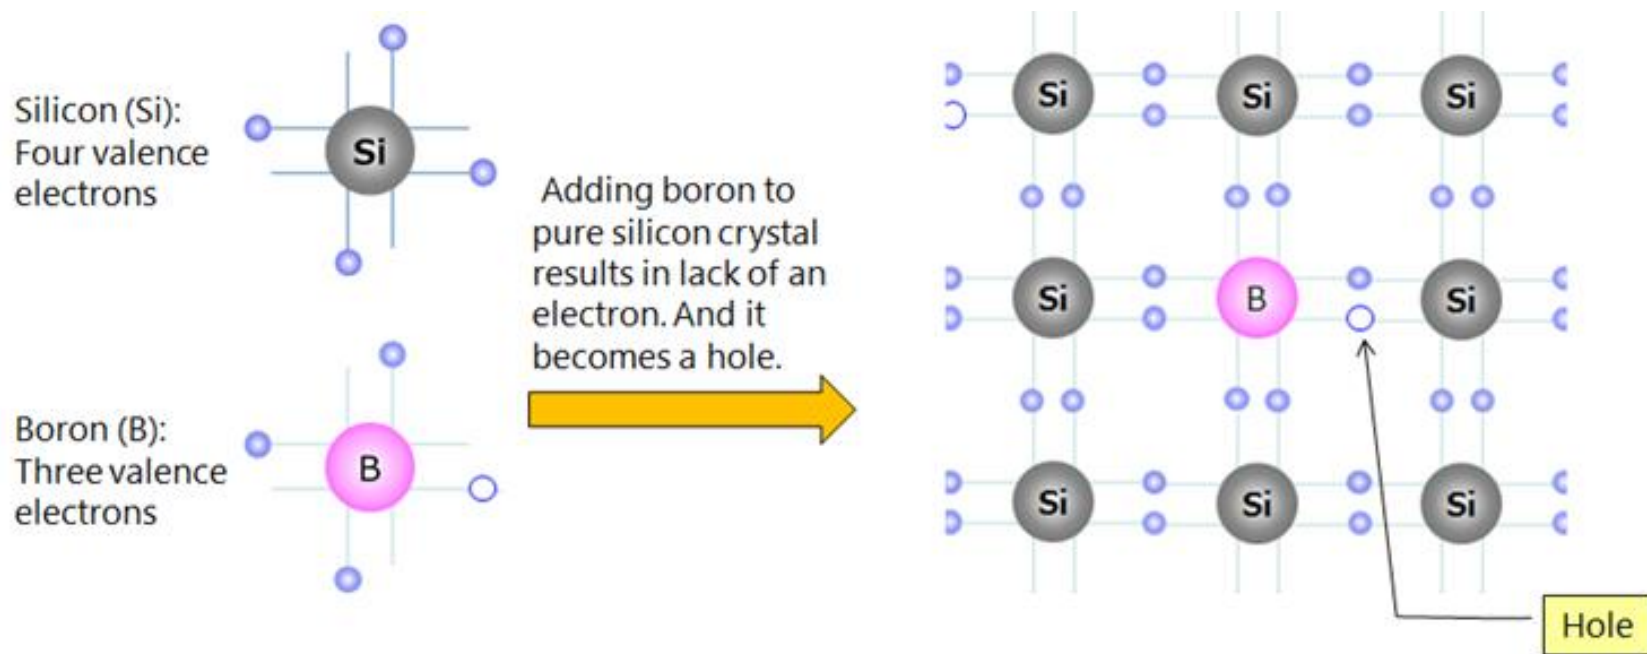 Silicon (Si):
Four valence
electrons
Si
Boron (B):
Three valence
electrons
B
Adding boron to
pure silicon crystal
results in lack of an
electron. And it
becomes a hole.
Si Si Si
Si B Si
Si Si Si
Hole